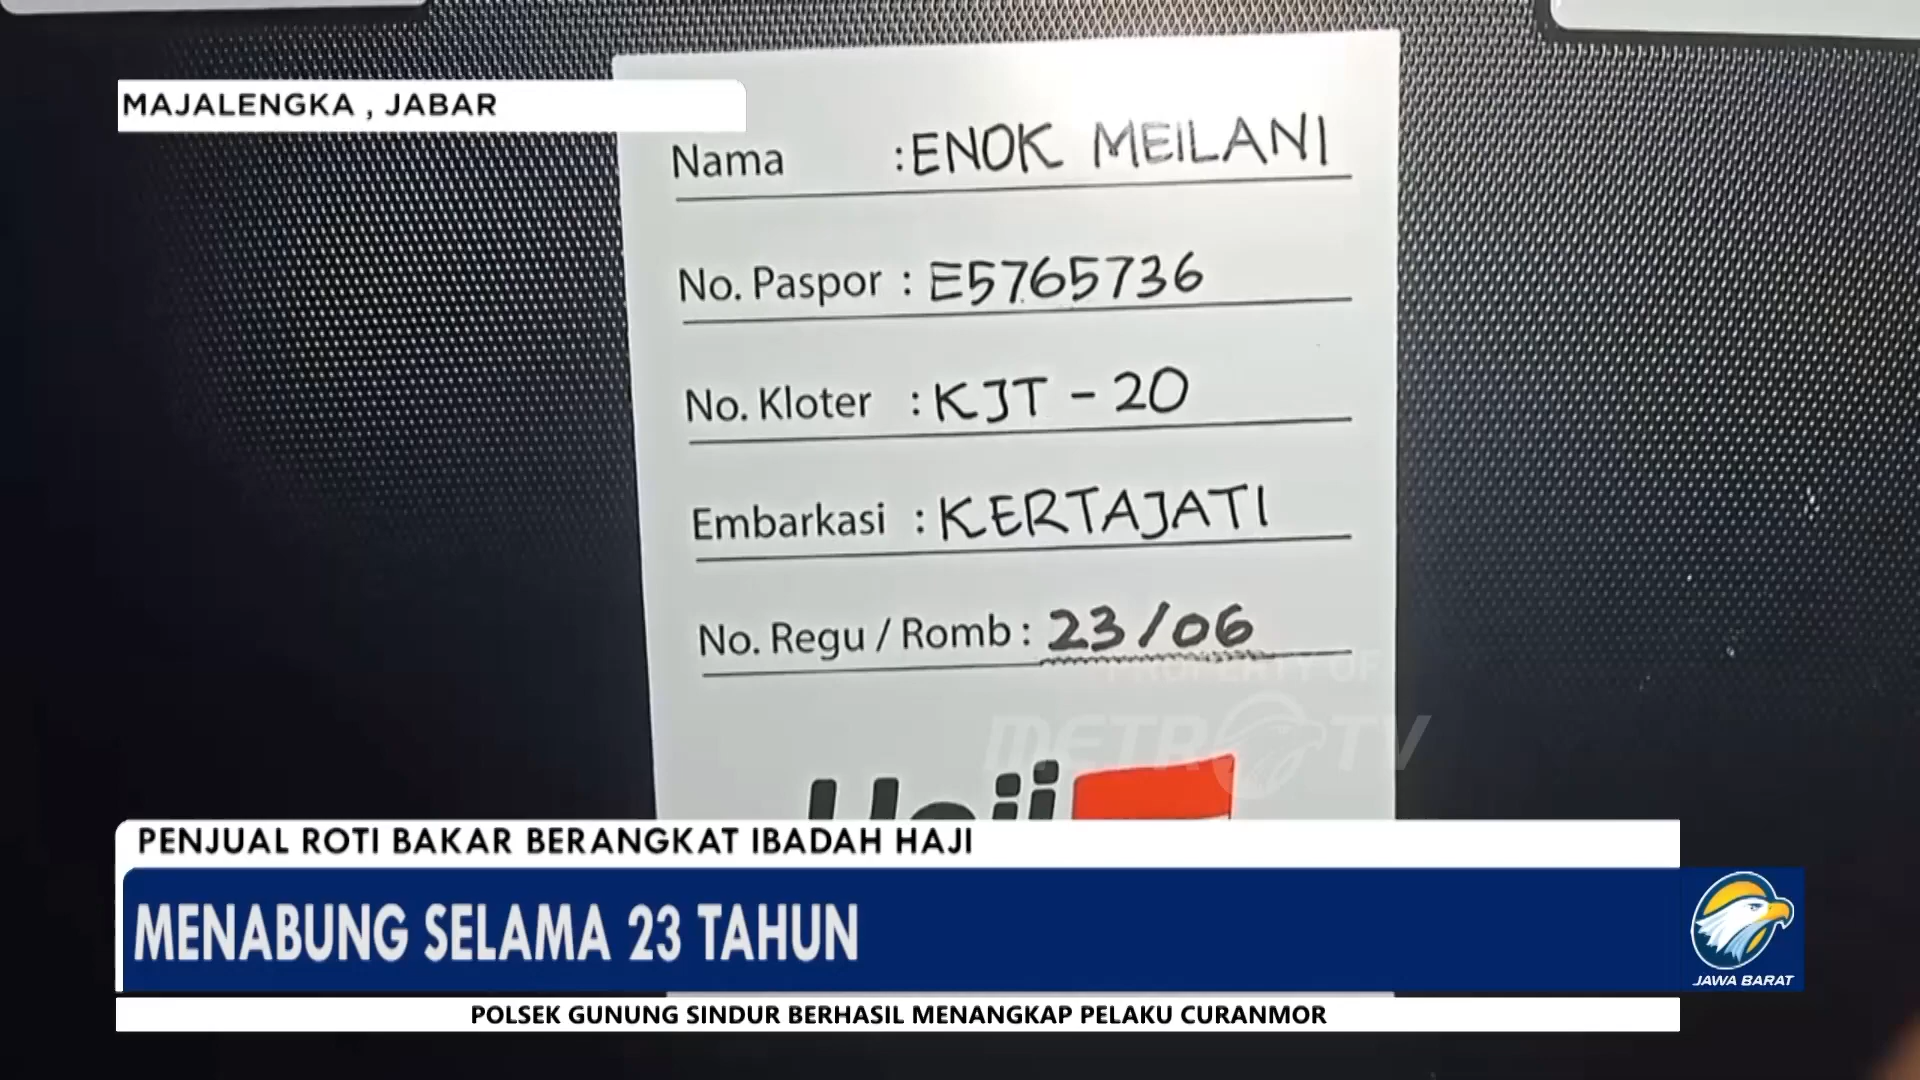 MAJALENGKA , JABAR
Nama :ENOK MEILANI
No. Paspor : E5765736
No. Kloter : KJT - 20
Embarkasi : KERTAJATI
No. Regu / Romb : 23/06
PROPERTY OF
METRO TV
Haji
PENJUAL ROTI BAKAR BERANGKAT IBADAH HAJI
MENABUNG SELAMA 23 TAHUN
JAWA BARAT
POLSEK GUNUNG SINDUR BERHASIL MENANGKAP PELAKU CURANMOR